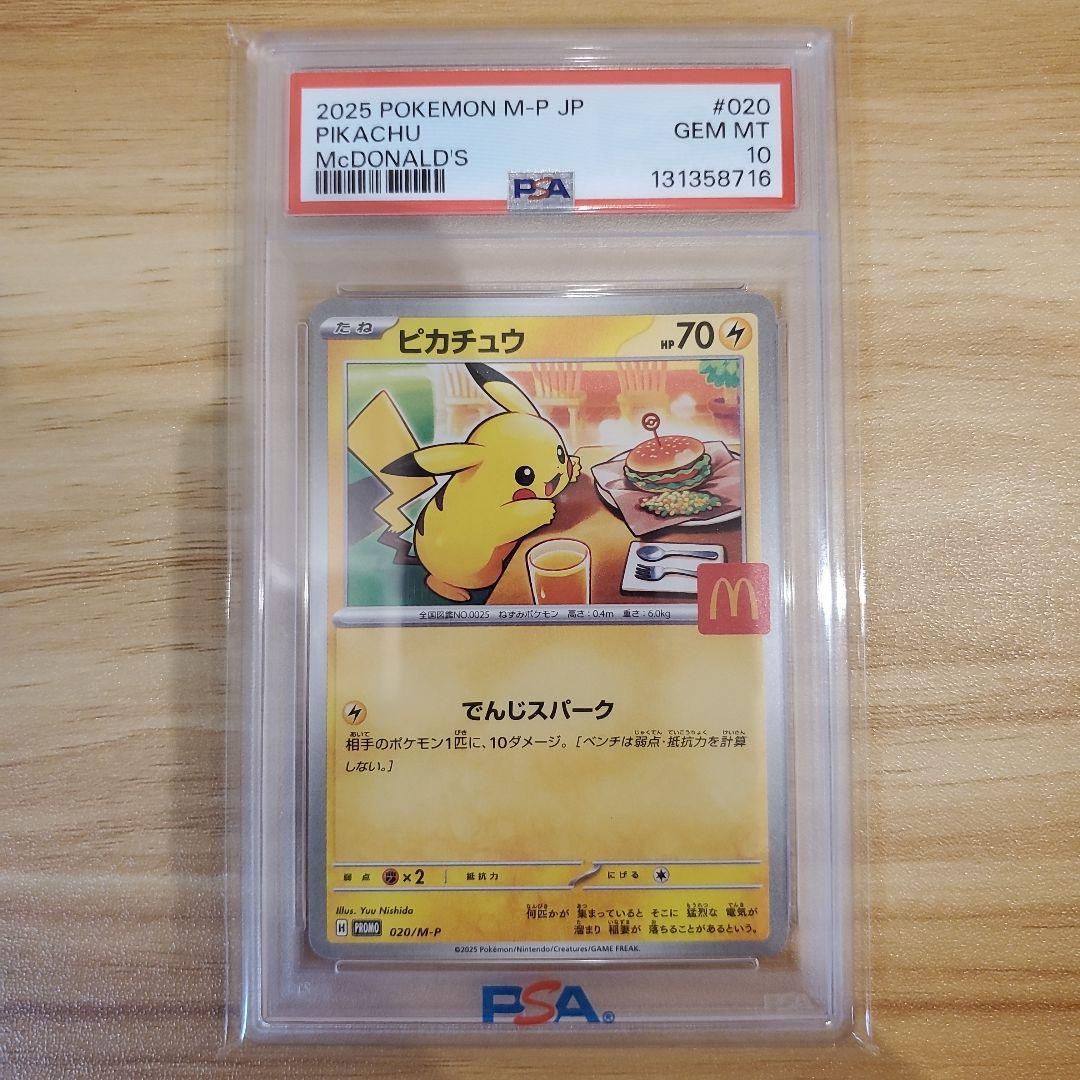 2025 POKEMON M-P JP #020
PIKACHU GEM MT
McDONALD'S 10
131358716
PSA
たね ピカチュウ HP70
全国図鑑NO.0025 ねずみポケモン 高さ:0.4m 重さ:6.0kg
でんじスパーク
相手のポケモン1匹に、10ダメージ。[ベンチは弱点・抵抗力を計算
しない。]
弱点 ×2 抵抗力 にげる
Illus. Yuu Nishida
何匹かが 集まっていると そこに 猛烈な 電気が
溜まり 稲妻が 落ちることがあるという。
H PROMO 020/M-P
©2025 Pokémon/Nintendo/Creatures/GAME FREAK.
PSA®